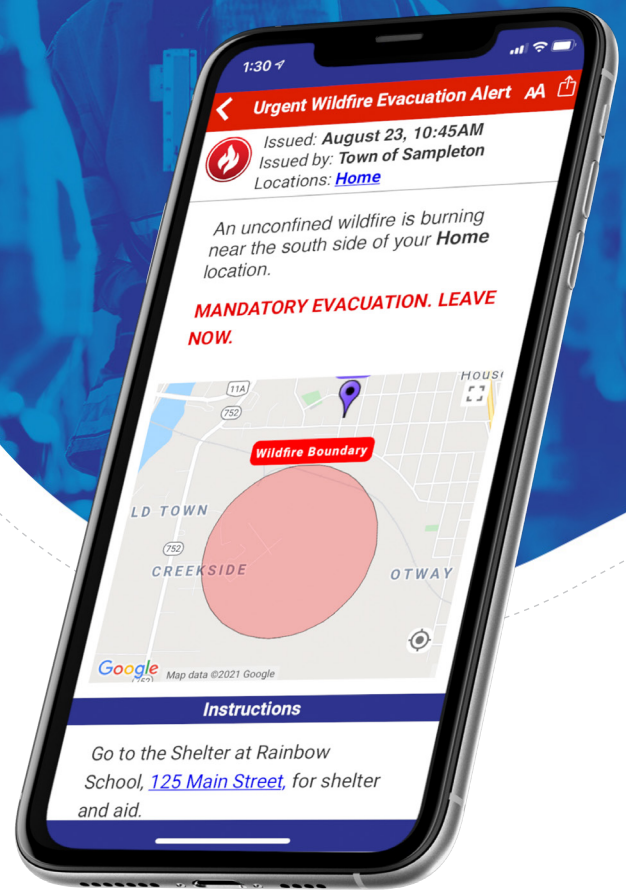 1:30
Urgent Wildfire Evacuation Alert AA
Issued: August 23, 10:45AM
Issued by: Town of Sampleton
Locations: Home
An unconfined wildfire is burning
near the south side of your Home
location.
MANDATORY EVACUATION. LEAVE
NOW.
11A
752
Wildfire Boundary
LD TOWN
752
CREEKSIDE
OTWAY
Google Map data ©2021 Google
Instructions
Go to the Shelter at Rainbow
School, 125 Main Street, for shelter
and aid.